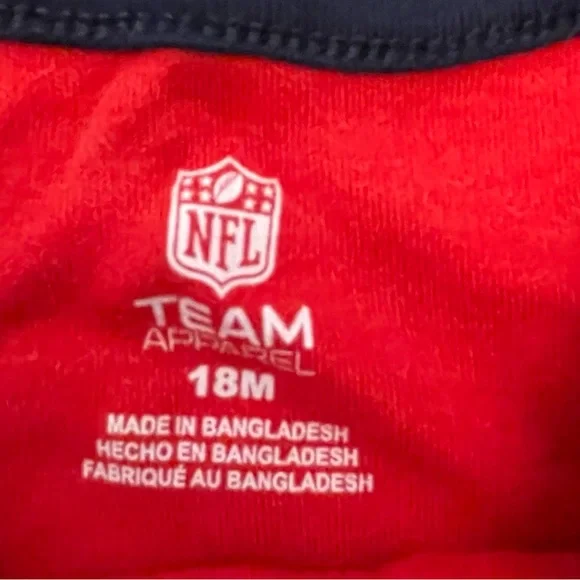 NFL
TEAM
APPAREL
18M
MADE IN BANGLADESH
HECHO EN BANGLADESH
FABRIQUÉ AU BANGLADESH